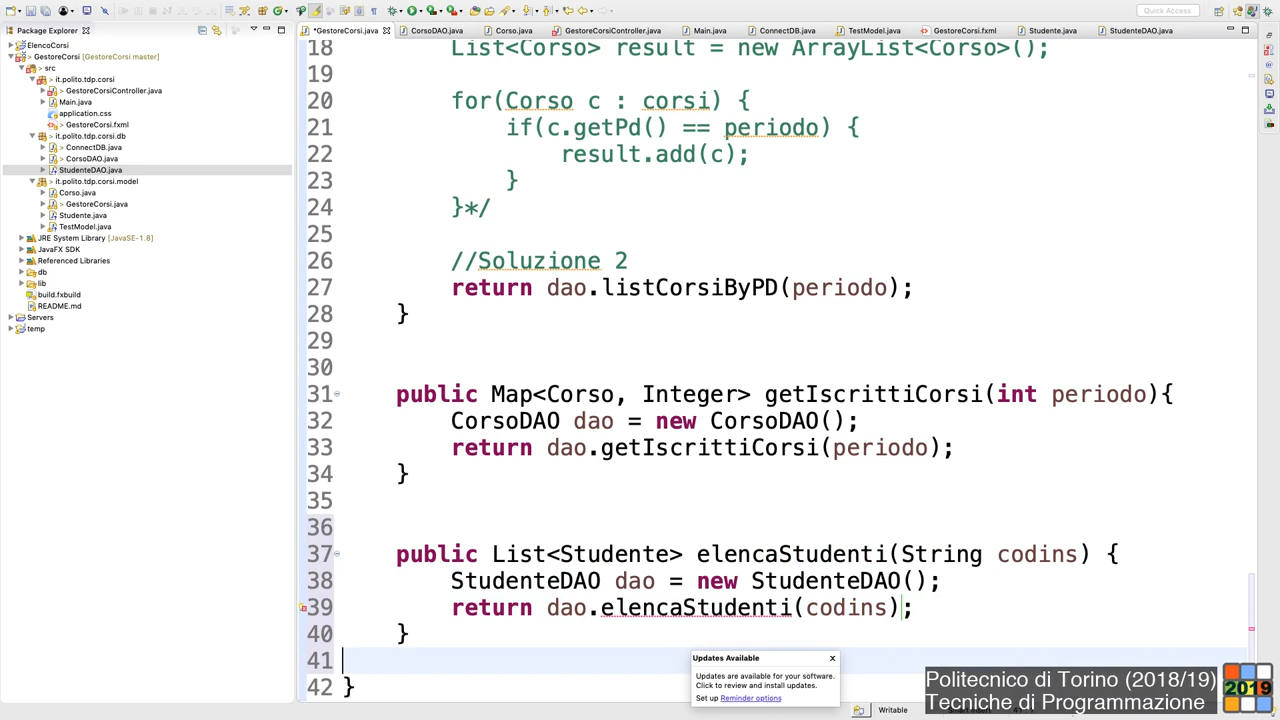 Quick Access
Package Explorer
*GestoreCorsi.java
CorsoDAO.java
Corso.java
GestoreCorsiController.java
Main.java
ConnectDB.java
TestModel.java
GestoreCorsi.fxml
Studente.java
StudenteDAO.java
ElencoCorsi
> GestoreCorsi [GestoreCorsi master]
> src
> it.polito.tdp.corsi
> GestoreCorsiController.java
Main.java
application.css
> GestoreCorsi.fxml
> it.polito.tdp.corsi.db
> ConnectDB.java
> CorsoDAO.java
StudenteDAO.java
> it.polito.tdp.corsi.model
Corso.java
> GestoreCorsi.java
Studente.java
TestModel.java
JRE System Library [JavaSE-1.8]
JavaFX SDK
Referenced Libraries
db
lib
build.fxbuild
README.md
Servers
temp
18 List<Corso> result = new ArrayList<Corso>();
19
20 for(Corso c : corsi) {
21 if(c.getPd() == periodo) {
22 result.add(c);
23 }
24 }*/
25
26 //Soluzione 2
27 return dao.listCorsiByPD(periodo);
28 }
29
30
31 public Map<Corso, Integer> getIscrittiCorsi(int periodo){
32 CorsoDAO dao = new CorsoDAO();
33 return dao.getIscrittiCorsi(periodo);
34 }
35
36
37 public List<Studente> elencaStudenti(String codins) {
38 StudenteDAO dao = new StudenteDAO();
39 return dao.elencaStudenti(codins);
40 }
41
42 }
Updates Available
Updates are available for your software.
Click to review and install updates.
Set up Reminder options
Writable
Politecnico di Torino (2018/19)
Tecniche di Programmazione
2019